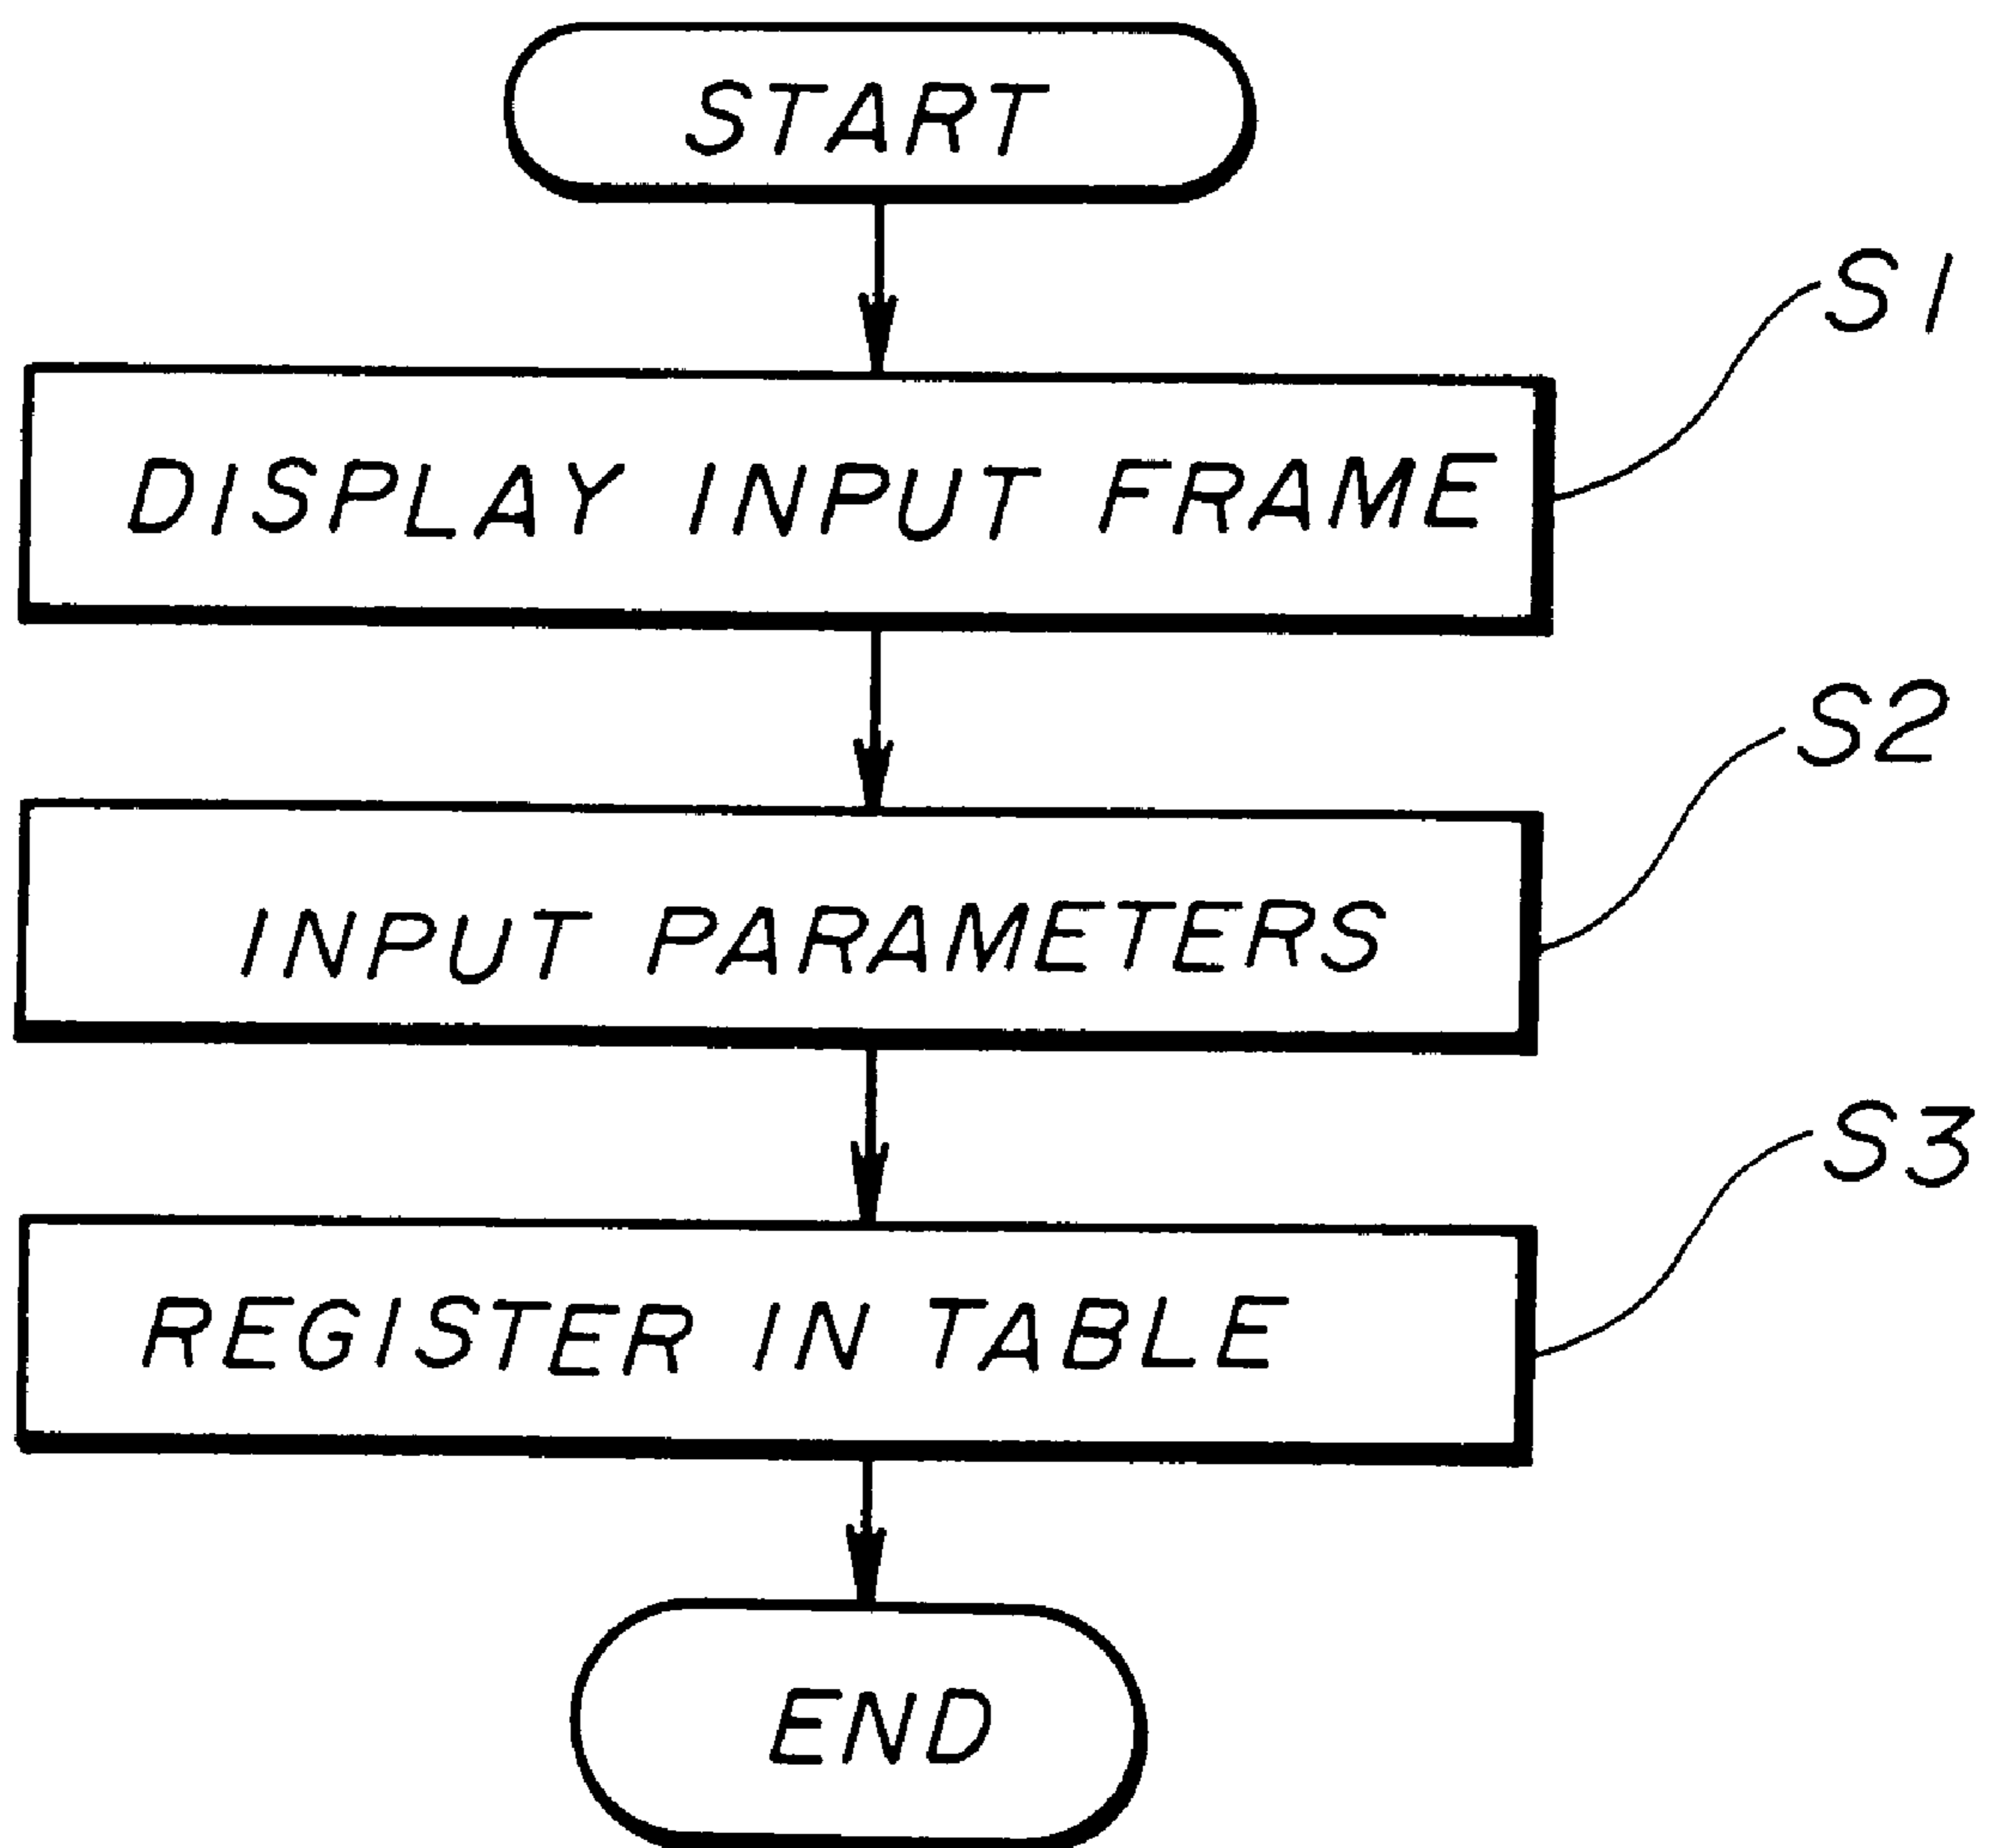 START
S1
DISPLAY INPUT FRAME
S2
INPUT PARAMETERS
S3
REGISTER IN TABLE
END